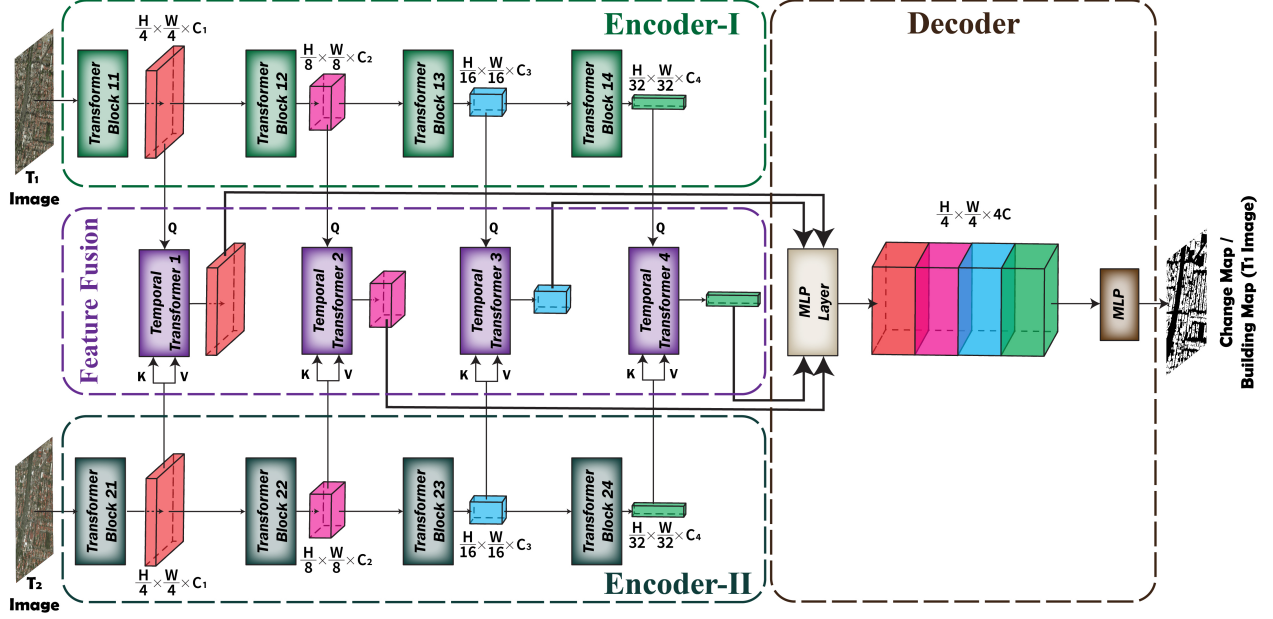 Encoder-I
Decoder
H/4 × W/4 × C₁
H/8 × W/8 × C₂
H/16 × W/16 × C₃
H/32 × W/32 × C₄
Transformer
Block 11
Transformer
Block 12
Transformer
Block 13
Transformer
Block 14
T₁
Image
Q
Q
Q
Q
Feature Fusion
Temporal
Transformer 1
Temporal
Transformer 2
Temporal
Transformer 3
Temporal
Transformer 4
K V
K V
K V
K V
MLP
Layer
H/4 × W/4 × 4C
MLP
Change Map /
Building Map (T₁ Image)
Transformer
Block 21
Transformer
Block 22
Transformer
Block 23
Transformer
Block 24
T₂
Image
H/4 × W/4 × C₁
H/8 × W/8 × C₂
H/16 × W/16 × C₃
H/32 × W/32 × C₄
Encoder-II